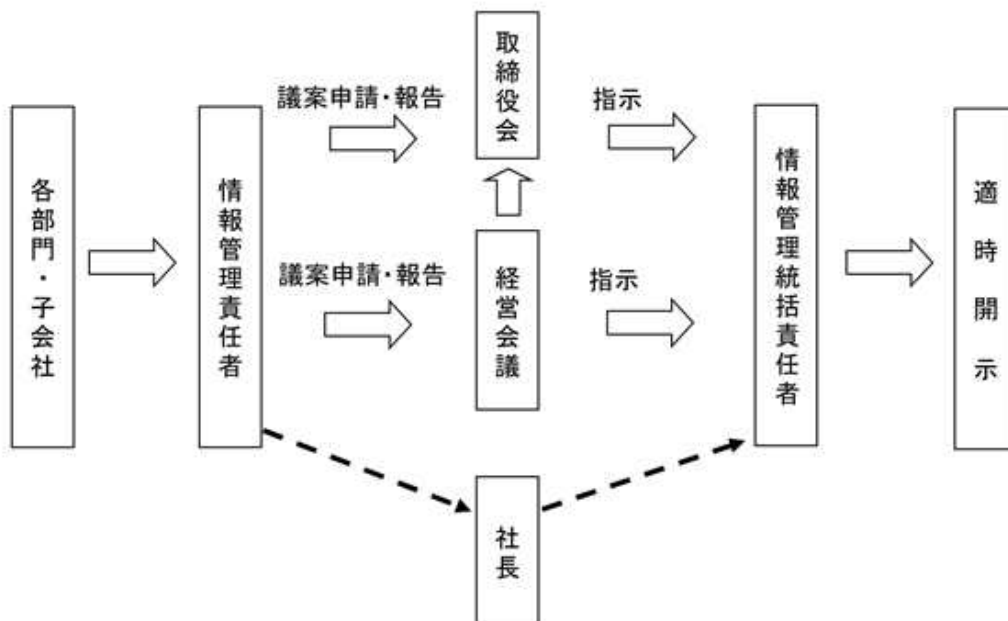 各部門・子会社
情報管理責任者
議案申請・報告
議案申請・報告
取締役会
経営会議
社長
指示
指示
情報管理統括責任者
適時開示